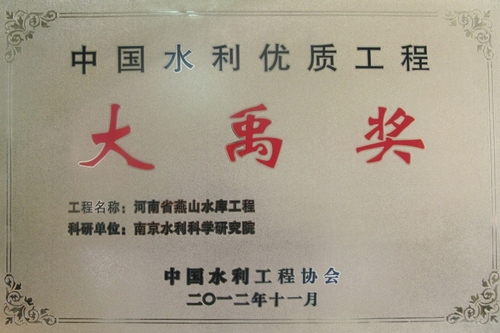 中国水利优质工程
大禹奖
工程名称：河南省燕山水库工程
科研单位：南京水利科学研究院
中国水利工程协会
二〇一二年十一月